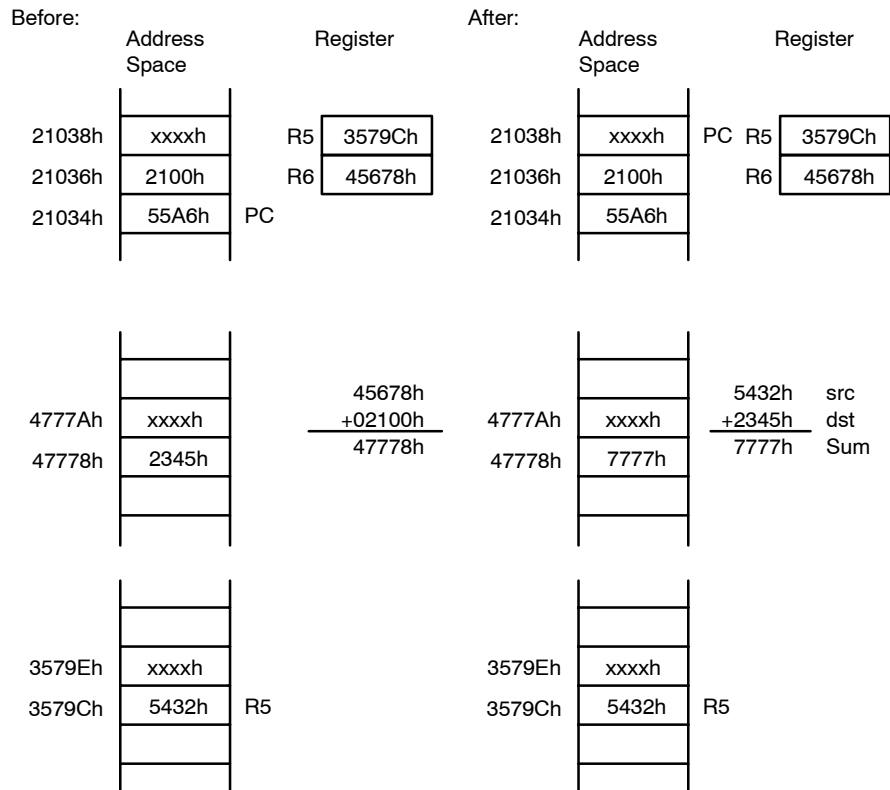 Before:
Address Space
Register
21038h xxxxh R5 3579Ch
21036h 2100h R6 45678h
21034h 55A6h PC
45678h
4777Ah xxxxh +02100h
47778h 2345h 47778h
3579Eh xxxxh
3579Ch 5432h R5
After:
Address Space
Register
21038h xxxxh PC R5 3579Ch
21036h 2100h R6 45678h
21034h 55A6h
5432h src
4777Ah xxxxh +2345h dst
47778h 7777h 7777h Sum
3579Eh xxxxh
3579Ch 5432h R5